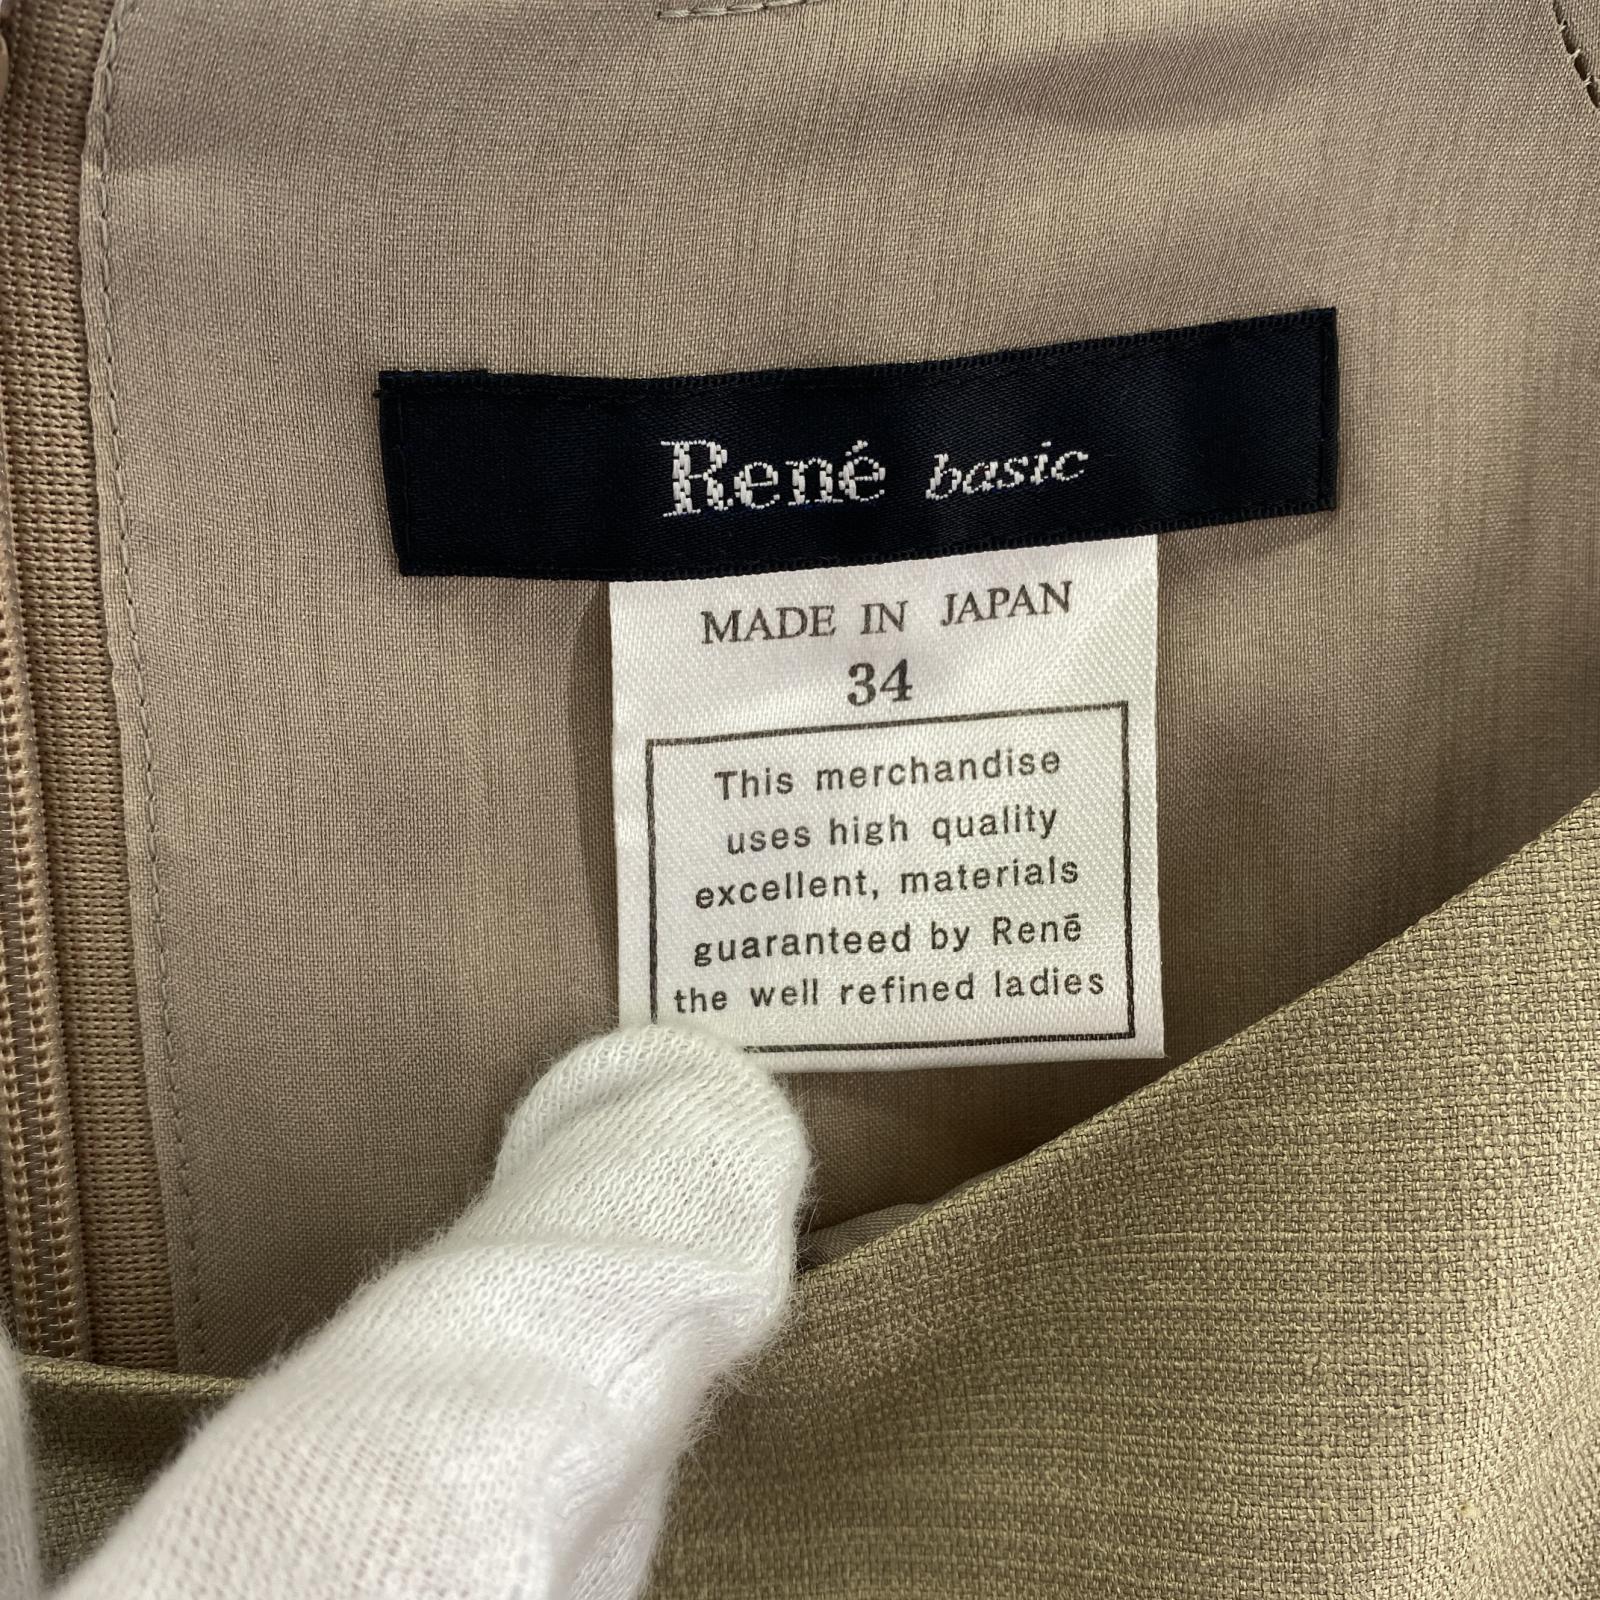 René basic
MADE IN JAPAN
34
This merchandise
uses high quality
excellent, materials
guaranteed by Renē
the well refined ladies